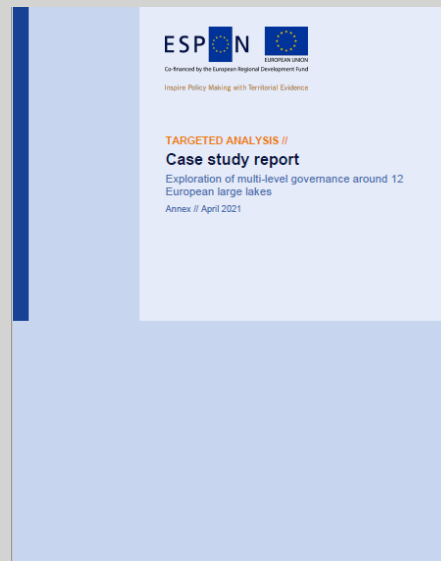 ESPON
EUROPEAN UNION
Co-financed by the European Regional Development Fund
Inspire Policy Making with Territorial Evidence
TARGETED ANALYSIS //
Case study report
Exploration of multi-level governance around 12
European large lakes
Annex // April 2021